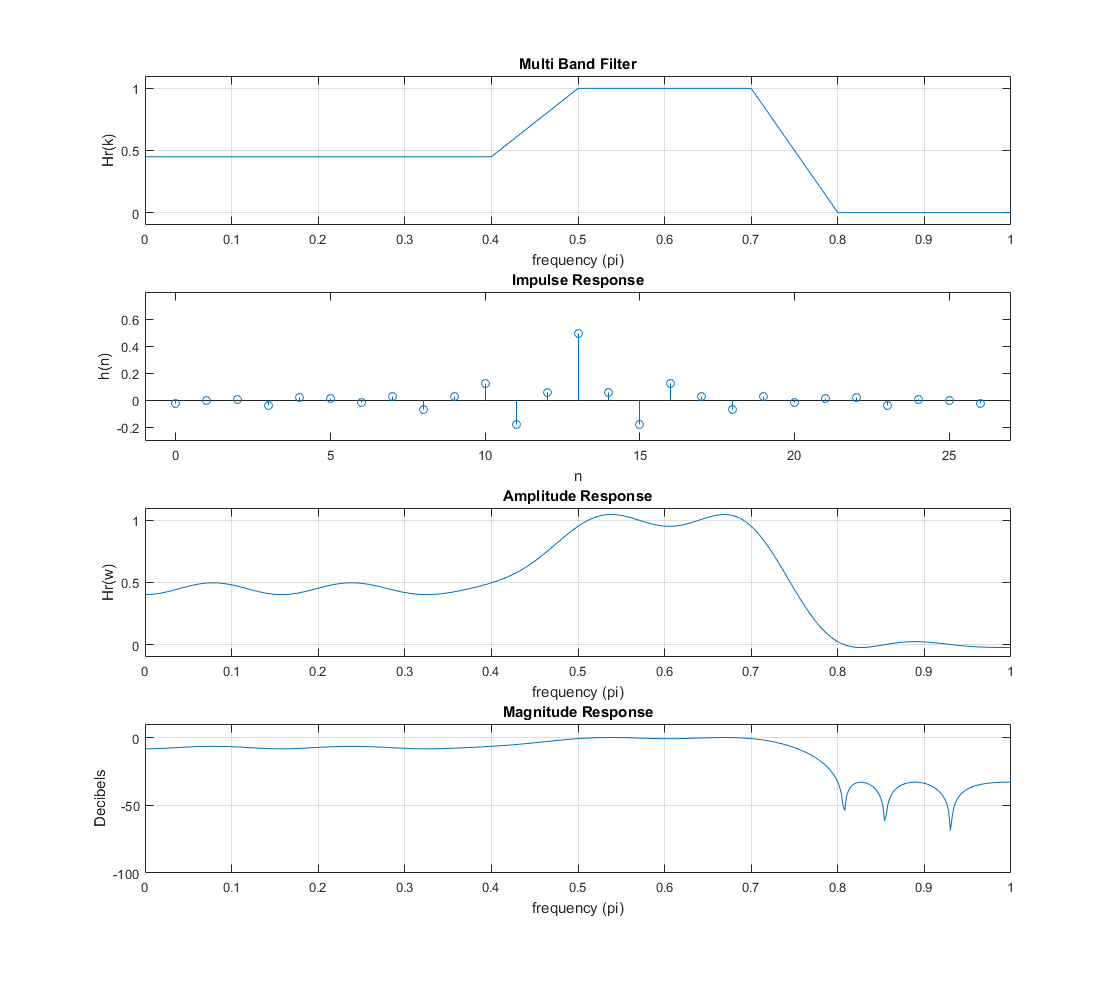 Multi Band Filter
1
0.5
0
Hr(k)
0 0.1 0.2 0.3 0.4 0.5 0.6 0.7 0.8 0.9 1
frequency (pi)
Impulse Response
0.6
0.4
0.2
0
-0.2
h(n)
0 5 10 15 20 25
n
Amplitude Response
1
0.5
0
Hr(w)
0 0.1 0.2 0.3 0.4 0.5 0.6 0.7 0.8 0.9 1
frequency (pi)
Magnitude Response
0
-50
-100
Decibels
0 0.1 0.2 0.3 0.4 0.5 0.6 0.7 0.8 0.9 1
frequency (pi)